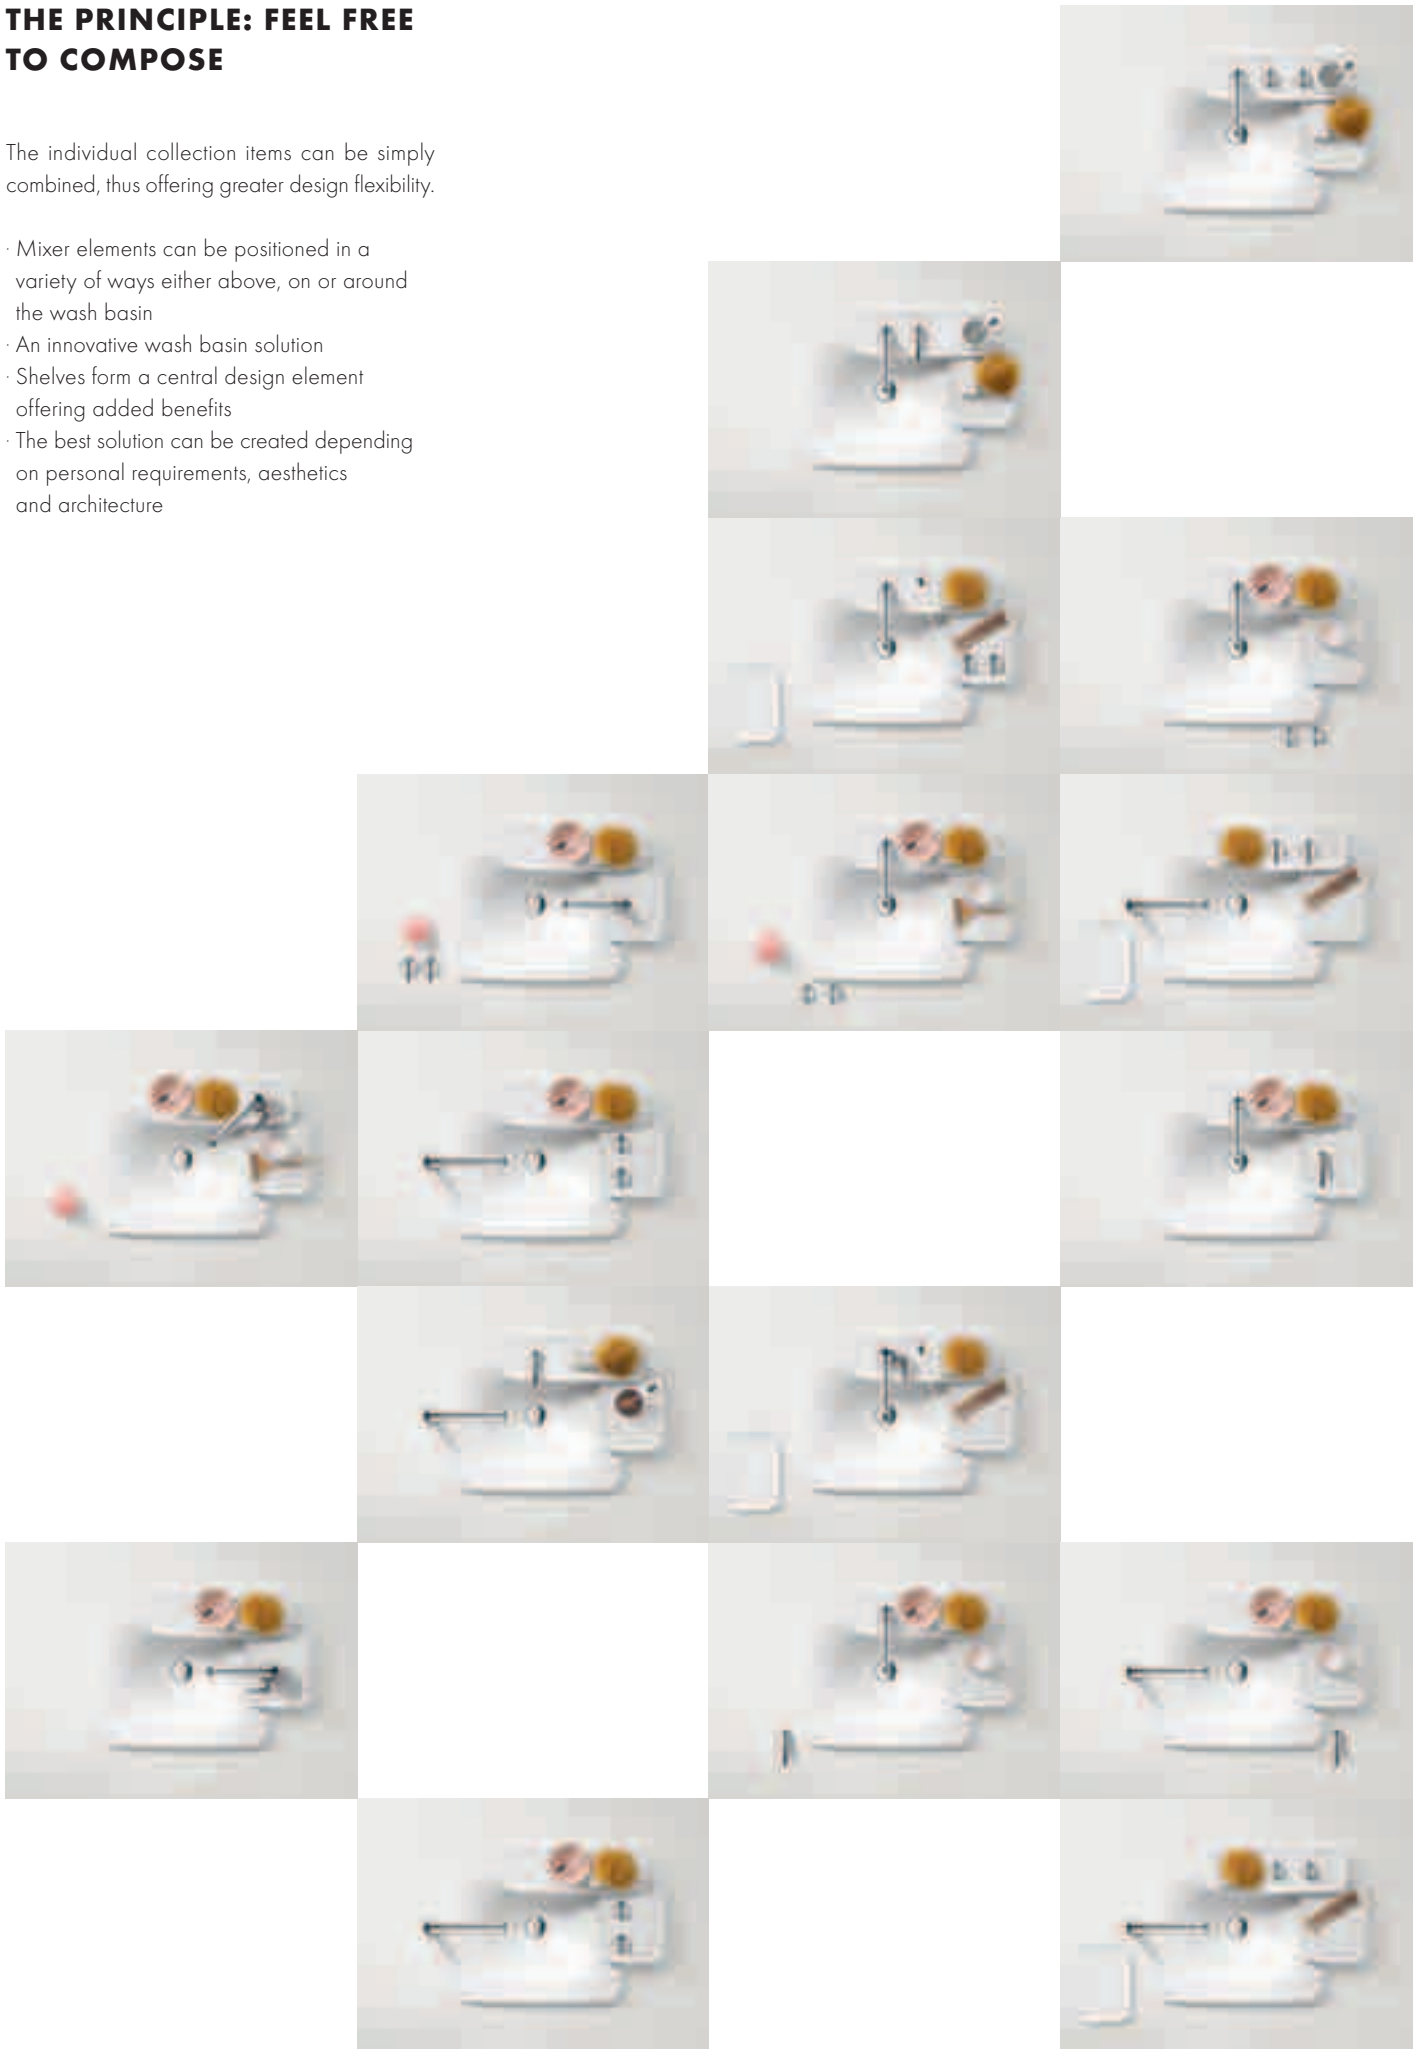 THE PRINCIPLE: FEEL FREE
TO COMPOSE
The individual collection items can be simply
combined, thus offering greater design flexibility.
· Mixer elements can be positioned in a
variety of ways either above, on or around
the wash basin
· An innovative wash basin solution
· Shelves form a central design element
offering added benefits
· The best solution can be created depending
on personal requirements, aesthetics
and architecture